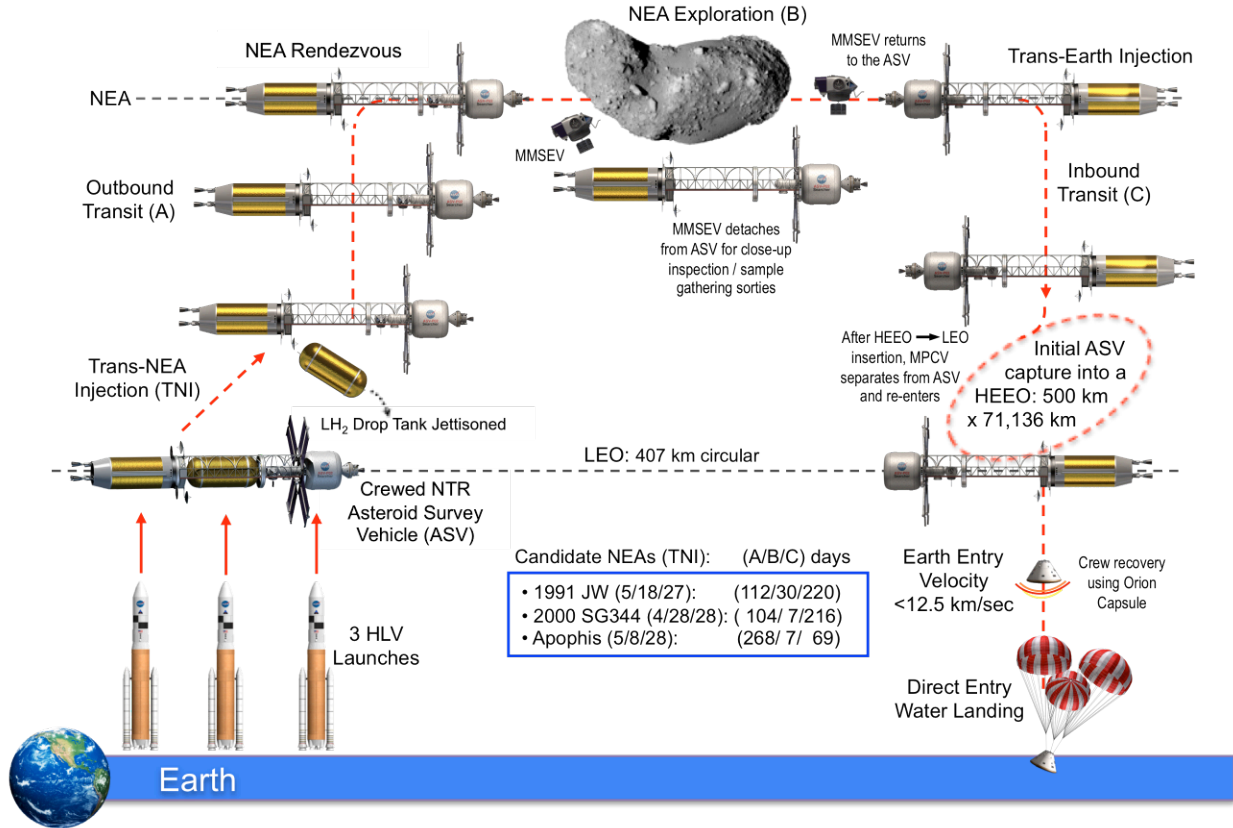 NEA Exploration (B)
NEA Rendezvous
MMSEV returns
to the ASV
Trans-Earth Injection
NEA
MMSEV
Outbound
Transit (A)
Inbound
Transit (C)
MMSEV detaches
from ASV for close-up
inspection / sample
gathering sorties
Trans-NEA
Injection (TNI)
LH2 Drop Tank Jettisoned
After HEEO → LEO
insertion, MPCV
separates from ASV
and re-enters
Initial ASV
capture into a
HEEO: 500 km
x 71,136 km
LEO: 407 km circular
Crewed NTR
Asteroid Survey
Vehicle (ASV)
Candidate NEAs (TNI): (A/B/C) days
• 1991 JW (5/18/27): (112/30/220)
• 2000 SG344 (4/28/28): ( 104/ 7/216)
• Apophis (5/8/28): (268/ 7/ 69)
Earth Entry
Velocity
<12.5 km/sec
Crew recovery
using Orion
Capsule
3 HLV
Launches
Direct Entry
Water Landing
Earth